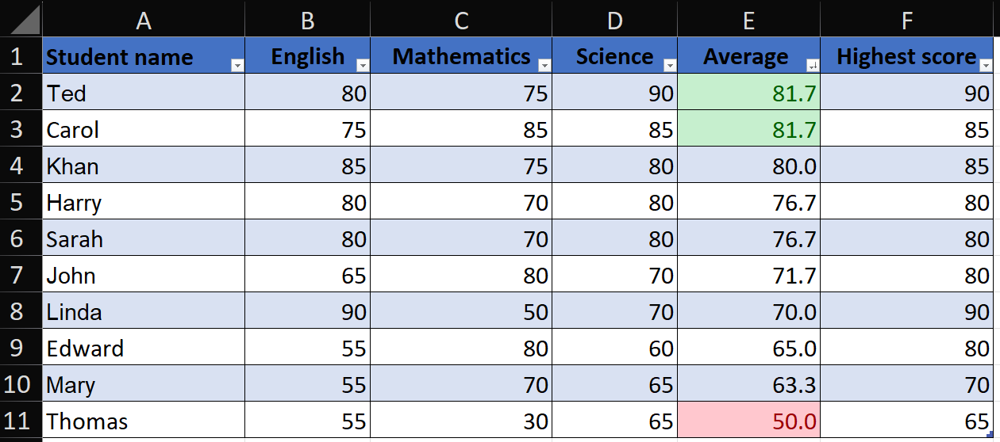 A B C D E F
1 Student name English Mathematics Science Average Highest score
2 Ted 80 75 90 81.7 90
3 Carol 75 85 85 81.7 85
4 Khan 85 75 80 80.0 85
5 Harry 80 70 80 76.7 80
6 Sarah 80 70 80 76.7 80
7 John 65 80 70 71.7 80
8 Linda 90 50 70 70.0 90
9 Edward 55 80 60 65.0 80
10 Mary 55 70 65 63.3 70
11 Thomas 55 30 65 50.0 65